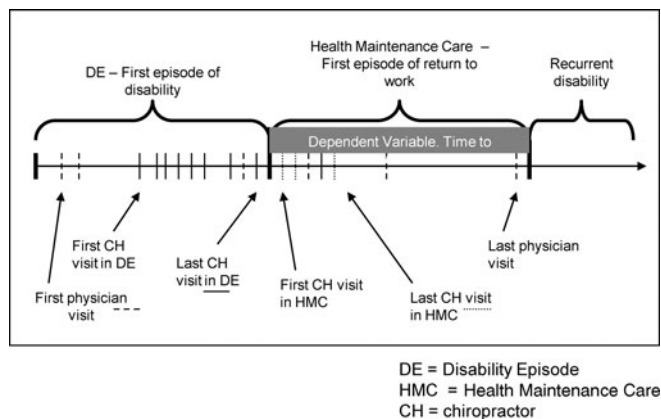 DE – First episode of
disability
Health Maintenance Care –
First episode of return to
work
Recurrent
disability
Dependent Variable. Time to
First CH
visit in DE
Last CH
visit in DE
First physician
visit
First CH visit
in HMC
Last CH visit
in HMC
Last physician
visit
DE = Disability Episode
HMC = Health Maintenance Care
CH = chiropractor